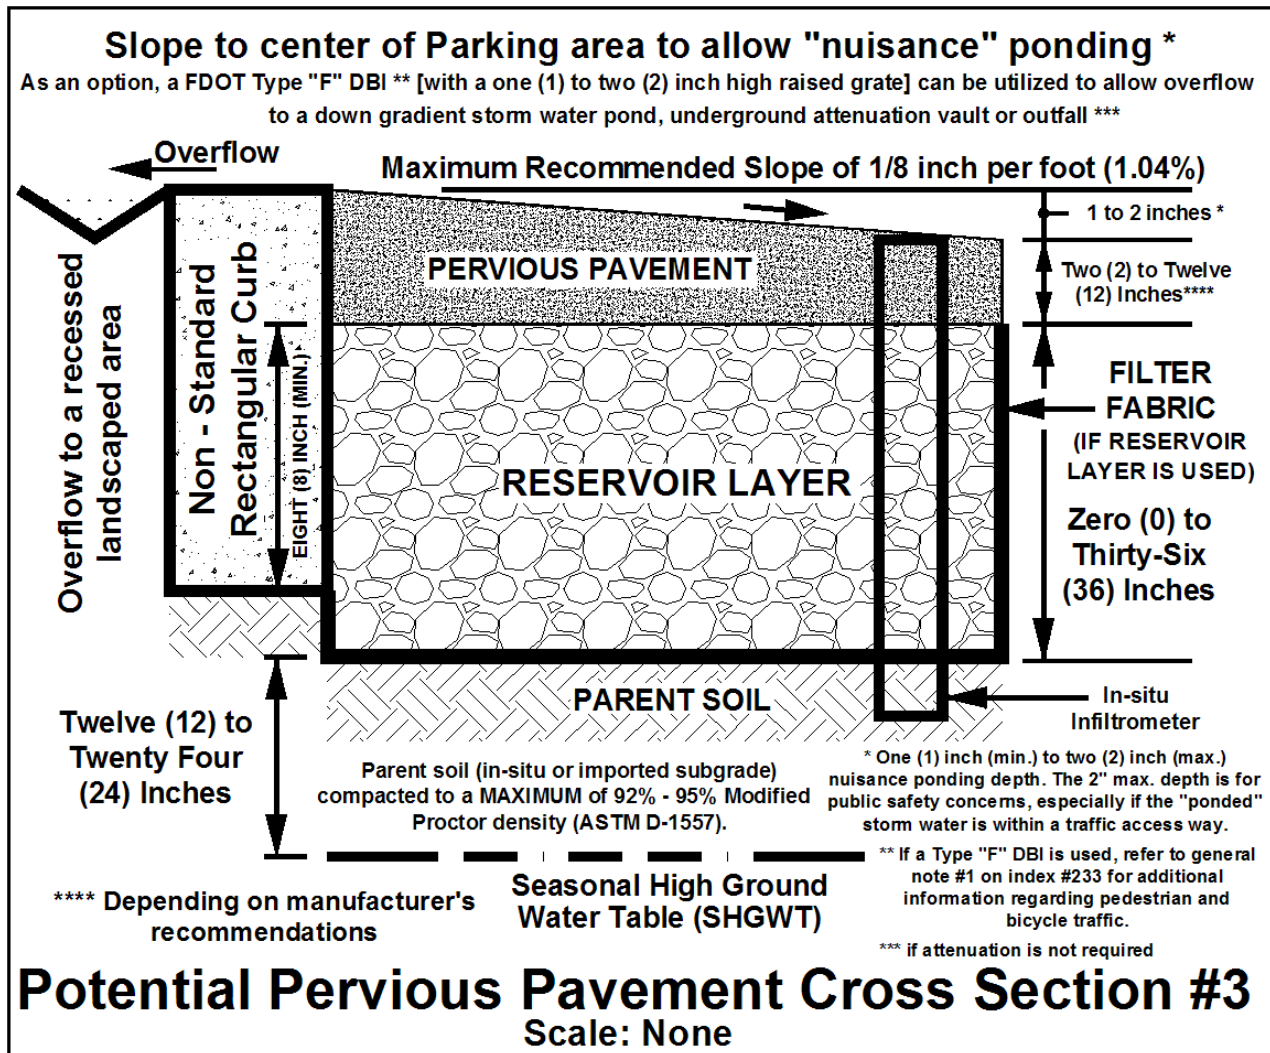 Slope to center of Parking area to allow "nuisance" ponding *
As an option, a FDOT Type "F" DBI ** [with a one (1) to two (2) inch high raised grate] can be utilized to allow overflow
to a down gradient storm water pond, underground attenuation vault or outfall ***
Overflow
Maximum Recommended Slope of 1/8 inch per foot (1.04%)
1 to 2 inches *
Two (2) to Twelve
(12) Inches****
PERVIOUS PAVEMENT
Overflow to a recessed
landscaped area
Non - Standard
Rectangular Curb
EIGHT (8) INCH (MIN.)
RESERVOIR LAYER
FILTER
FABRIC
(IF RESERVOIR
LAYER IS USED)
Zero (0) to
Thirty-Six
(36) Inches
PARENT SOIL
In-situ
Infiltrometer
Twelve (12) to
Twenty Four
(24) Inches
Parent soil (in-situ or imported subgrade)
compacted to a MAXIMUM of 92% - 95% Modified
Proctor density (ASTM D-1557).
* One (1) inch (min.) to two (2) inch (max.)
nuisance ponding depth. The 2" max. depth is for
public safety concerns, especially if the "ponded"
storm water is within a traffic access way.
** If a Type "F" DBI is used, refer to general
note #1 on index #233 for additional
information regarding pedestrian and
bicycle traffic.
*** if attenuation is not required
Seasonal High Ground
Water Table (SHGWT)
**** Depending on manufacturer's
recommendations
Potential Pervious Pavement Cross Section #3
Scale: None